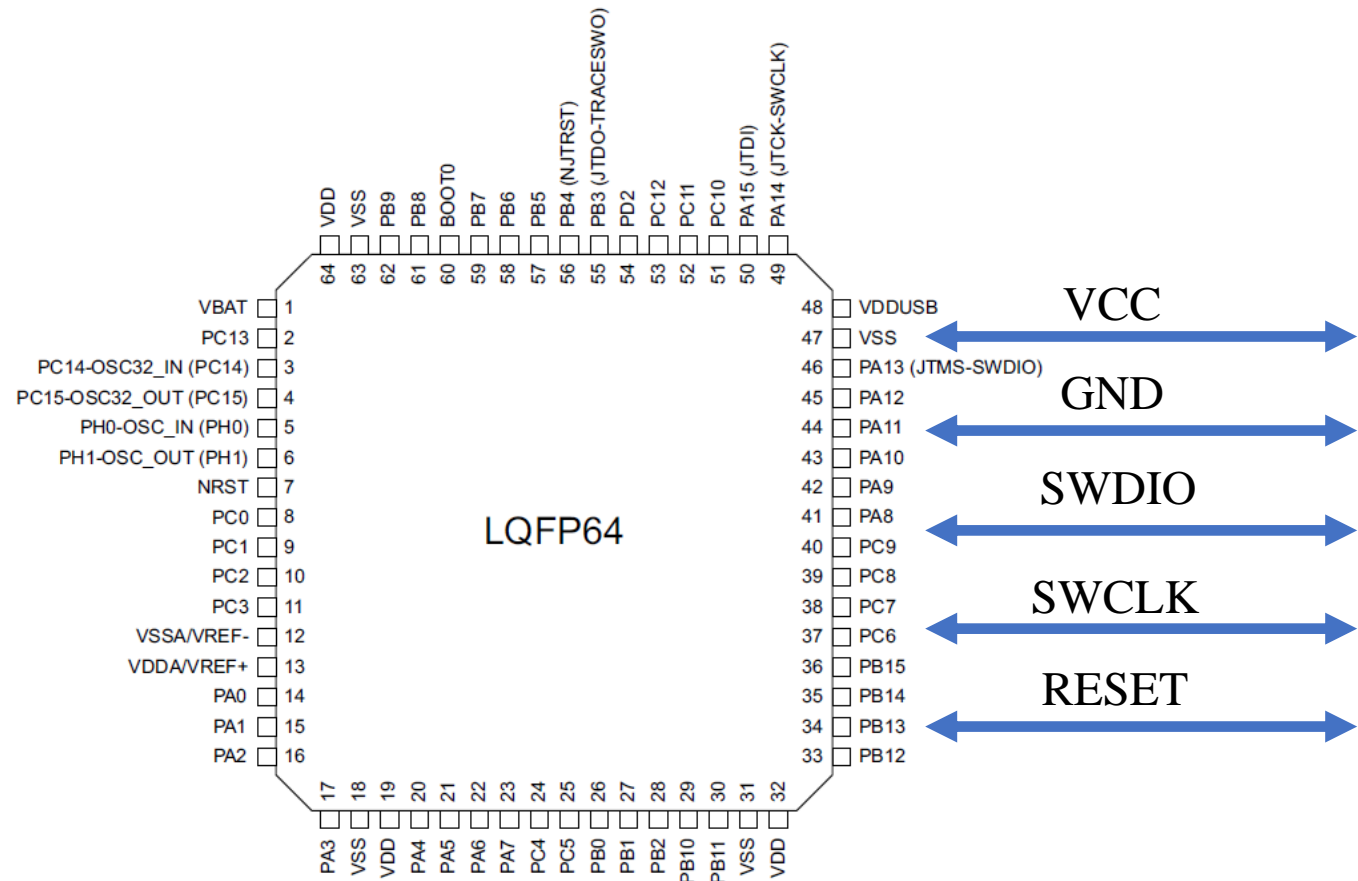 VDD
VSS
PB9
PB8
BOOT0
PB7
PB6
PB5
PB4 (NJTRST)
PB3 (JTDO-TRACESWO)
PD2
PC12
PC11
PC10
PA15 (JTDI)
PA14 (JTCK-SWCLK)
64 63 62 61 60 59 58 57 56 55 54 53 52 51 50 49
VBAT 1
PC13 2
PC14-OSC32_IN (PC14) 3
PC15-OSC32_OUT (PC15) 4
PH0-OSC_IN (PH0) 5
PH1-OSC_OUT (PH1) 6
NRST 7
PC0 8
PC1 9
PC2 10
PC3 11
VSSA/VREF- 12
VDDA/VREF+ 13
PA0 14
PA1 15
PA2 16
LQFP64
48 VDDUSB
47 VSS
46 PA13 (JTMS-SWDIO)
45 PA12
44 PA11
43 PA10
42 PA9
41 PA8
40 PC9
39 PC8
38 PC7
37 PC6
36 PB15
35 PB14
34 PB13
33 PB12
VCC
GND
SWDIO
SWCLK
RESET
17 18 19 20 21 22 23 24 25 26 27 28 29 30 31 32
PA3
VSS
VDD
PA4
PA5
PA6
PA7
PC4
PC5
PB0
PB1
PB2
PB10
PB11
VSS
VDD